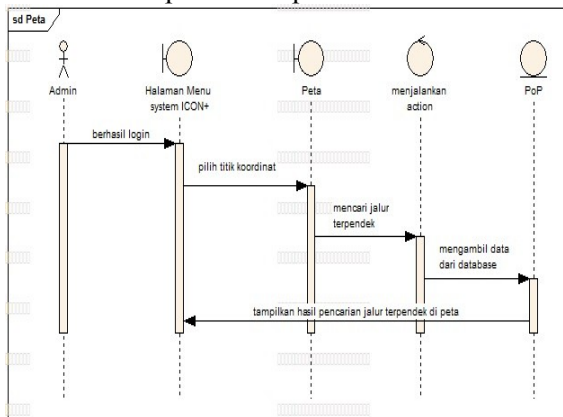 sd Peta
Admin
Halaman Menu
system ICON+
Peta
menjalankan
action
PoP
berhasil login
pilih titik koordinat
mencari jalur
terpendek
mengambil data
dari database
tampilkan hasil pencarian jalur terpendek di peta